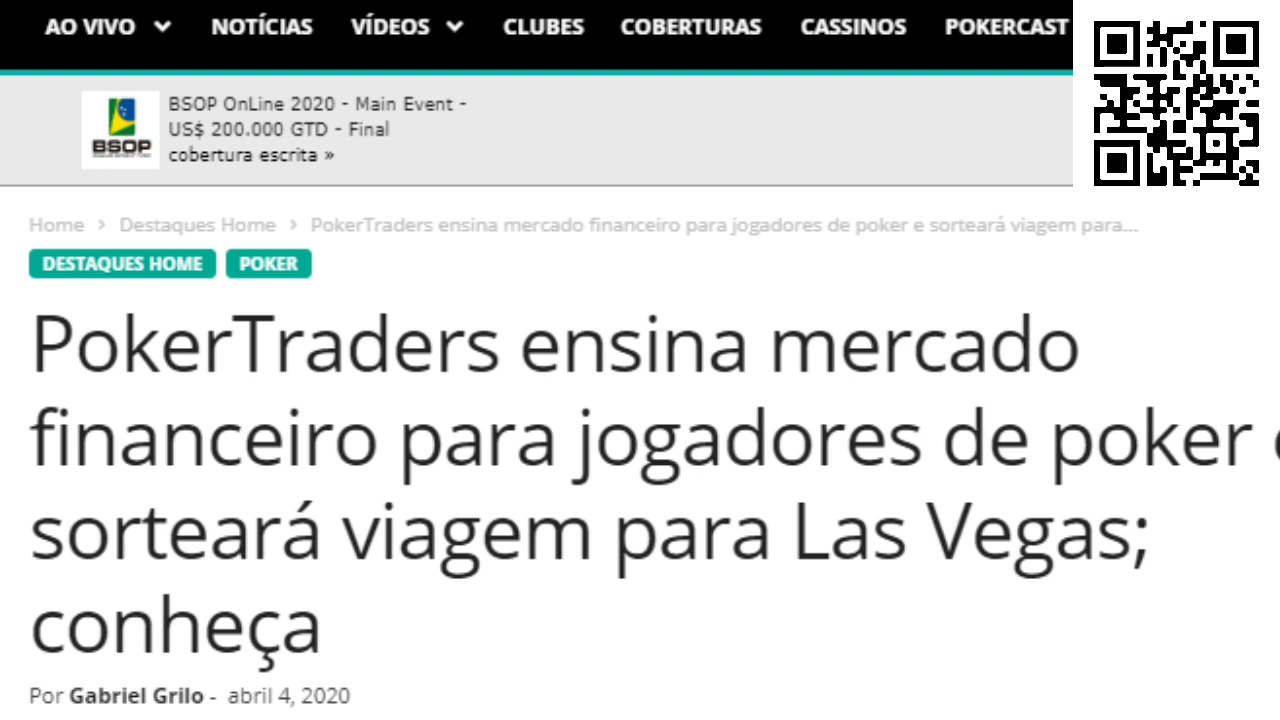 AO VIVO NOTÍCIAS VÍDEOS CLUBES COBERTURAS CASSINOS POKERCAST
BSOP OnLine 2020 - Main Event -
US$ 200.000 GTD - Final
cobertura escrita »
BSOP
Home > Destaques Home > PokerTraders ensina mercado financeiro para jogadores de poker e sorteará viagem para...
DESTAQUES HOME POKER
PokerTraders ensina mercado
financeiro para jogadores de poker
sorteará viagem para Las Vegas;
conheça
Por Gabriel Grilo - abril 4, 2020